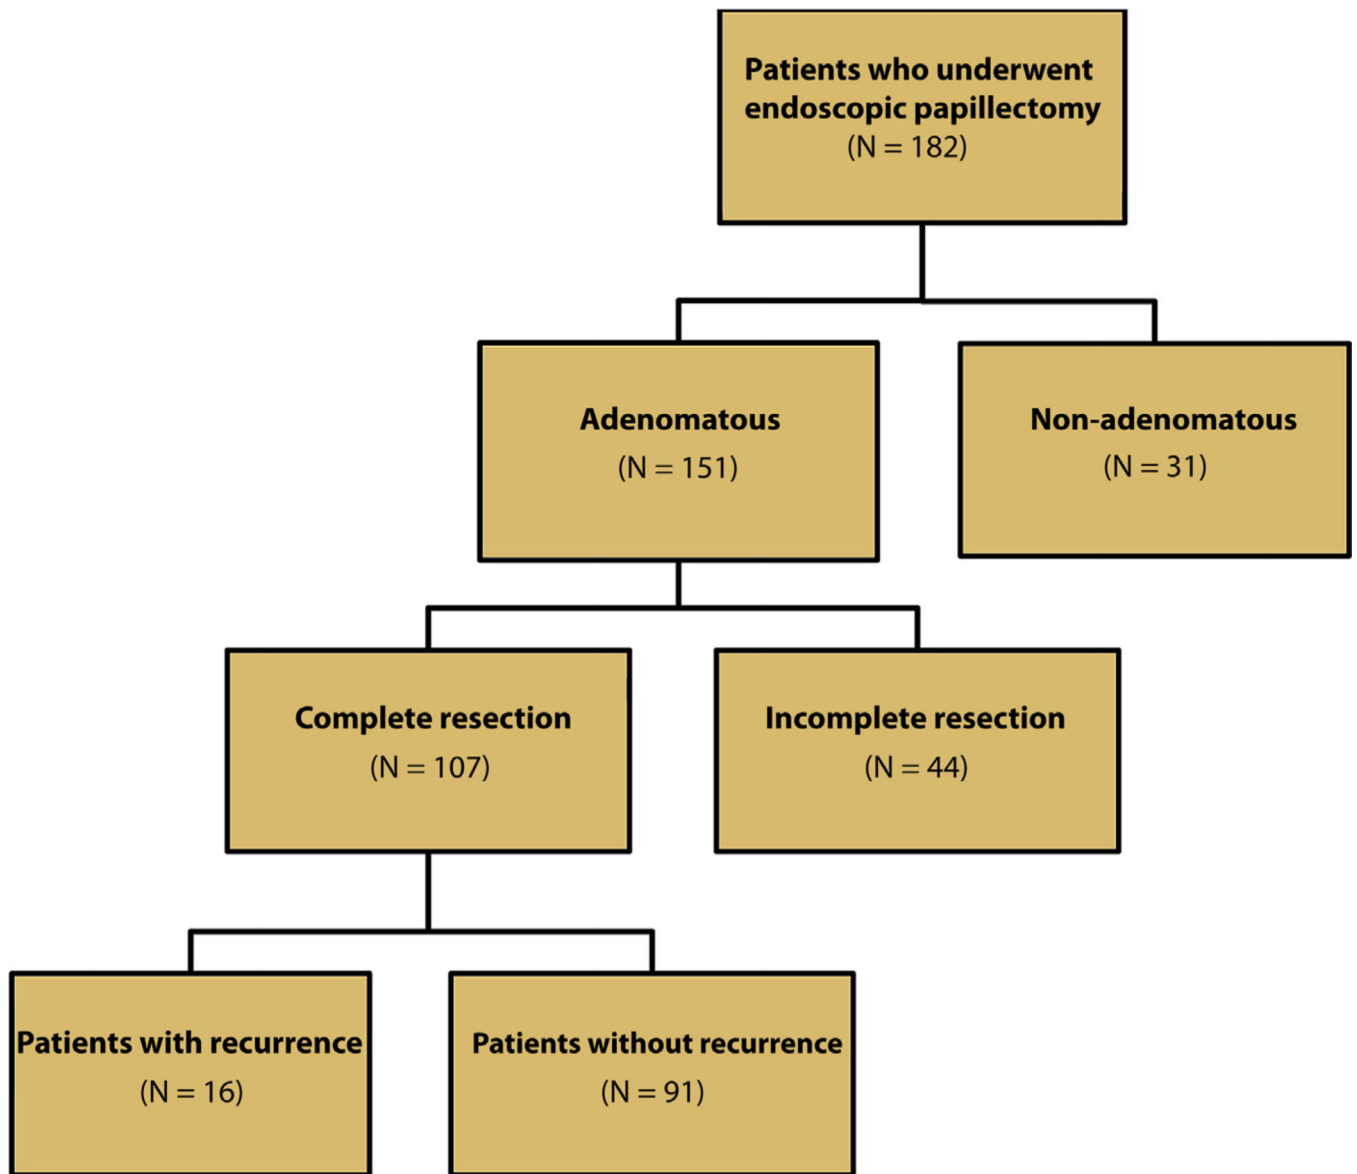 Patients who underwent
endoscopic papillectomy
(N = 182)
Adenomatous
(N = 151)
Non-adenomatous
(N = 31)
Complete resection
(N = 107)
Incomplete resection
(N = 44)
Patients with recurrence
(N = 16)
Patients without recurrence
(N = 91)